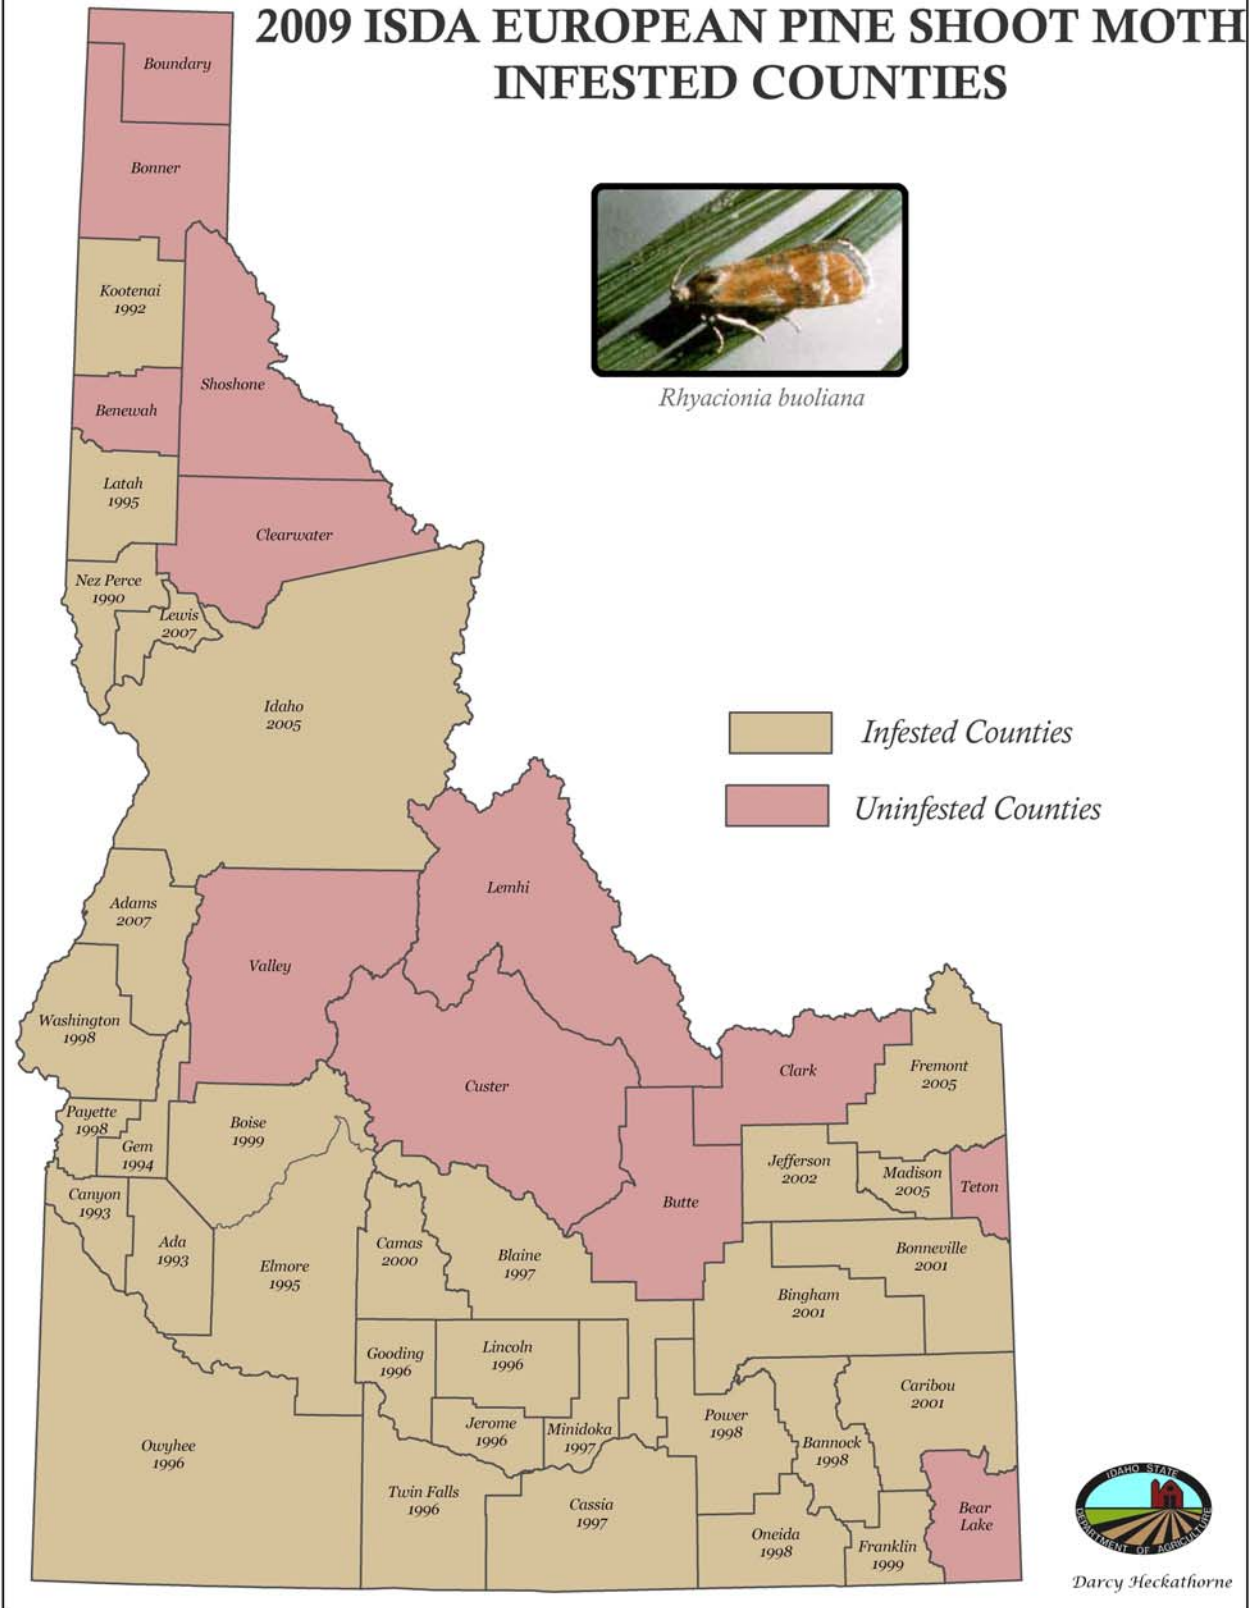 2009 ISDA EUROPEAN PINE SHOOT MOTH
INFESTED COUNTIES
Boundary
Bonner
Rhyacionia buoliana
Kootenai
1992
Shoshone
Benewah
Latah
1995
Clearwater
Nez Perce
1990
Lewis
2007
Idaho
2005
Infested Counties
Uninfested Counties
Lemhi
Adams
2007
Valley
Washington
1998
Custer
Clark
Fremont
2005
Payette
1998
Gem
1994
Boise
1999
Jefferson
2002
Madison
2005
Teton
Canyon
1993
Butte
Ada
1993
Elmore
1995
Camas
2000
Blaine
1997
Bonneville
2001
Bingham
2001
Gooding
1996
Lincoln
1996
Caribou
2001
Jerome
1996
Minidoka
1997
Power
1998
Bannock
1998
Owyhee
1996
Twin Falls
1996
Cassia
1997
Oneida
1998
Franklin
1999
Bear
Lake
IDAHO STATE
DEPARTMENT OF AGRICULTURE
Darcy Heckathorne